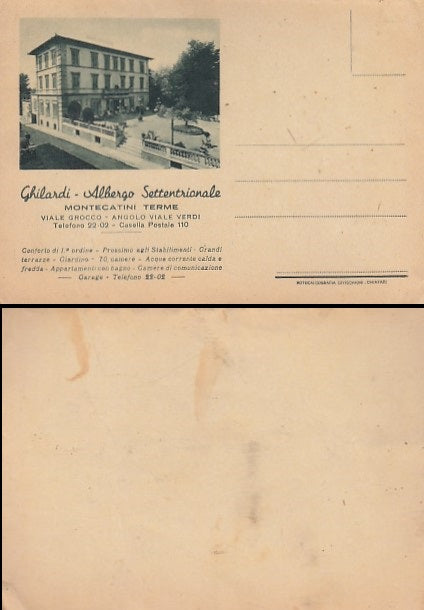 Ghilardi - Albergo Settentrionale
MONTECATINI TERME
VIALE GROCCO - ANGOLO VIALE VERDI
Telefono 22-02 - Casella Postale 110
Conforto di 1.º ordine - Prossimo agli Stabilimenti - Grandi
terrazze - Giardino - 70 camere - Acqua corrente calda e
fredda - Appartamenti con bagno - Camere di comunicazione
Garage - Telefono 22-02
ROTOCALCOGRAFIA CHIAVARI